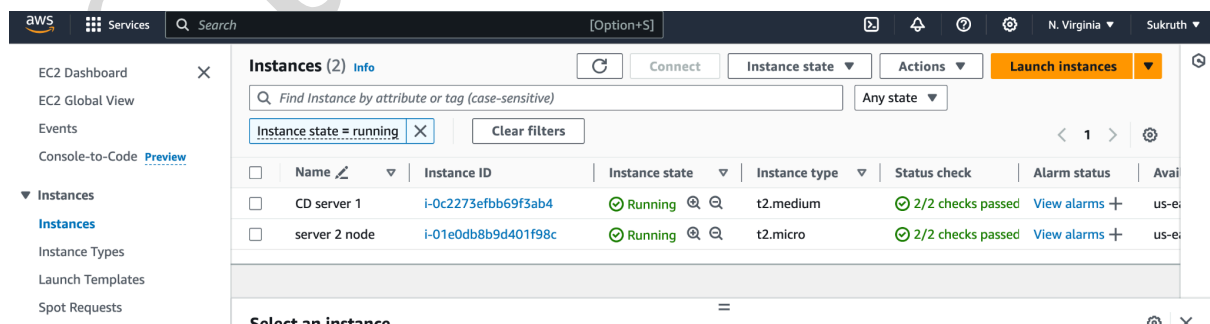 aws Services Search [Option+S] N. Virginia ▼ Sukruth ▼
EC2 Dashboard
EC2 Global View
Events
Console-to-Code Preview
▼ Instances
Instances
Instance Types
Launch Templates
Spot Requests
Instances (2) Info Connect Instance state ▼ Actions ▼ Launch instances ▼
Find Instance by attribute or tag (case-sensitive) Any state ▼
Instance state = running Clear filters < 1 >
Name Instance ID Instance state Instance type Status check Alarm status Avai
CD server 1 i-0c2273efbb69f3ab4 Running t2.medium 2/2 checks passed View alarms + us-ea
server 2 node i-01e0db8b9d401f98c Running t2.micro 2/2 checks passed View alarms + us-ea
Select an instance